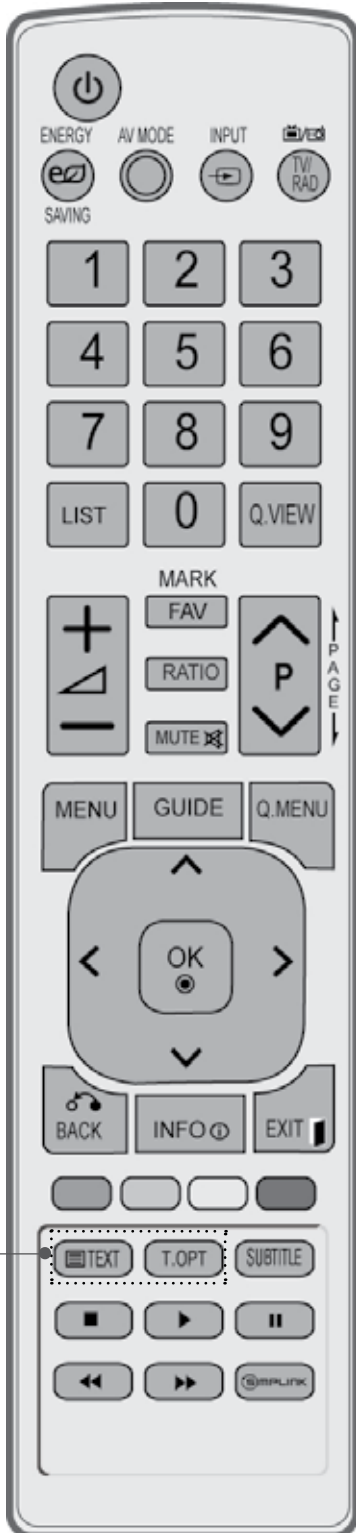 ENERGY AV MODE INPUT
TV/
RAD
SAVING
1 2 3
4 5 6
7 8 9
LIST 0 Q.VIEW
MARK
FAV
RATIO P
PAGE
MUTE
MENU GUIDE Q.MENU
OK
BACK INFO EXIT
TEXT T.OPT SUBTITLE
SIMPLINK